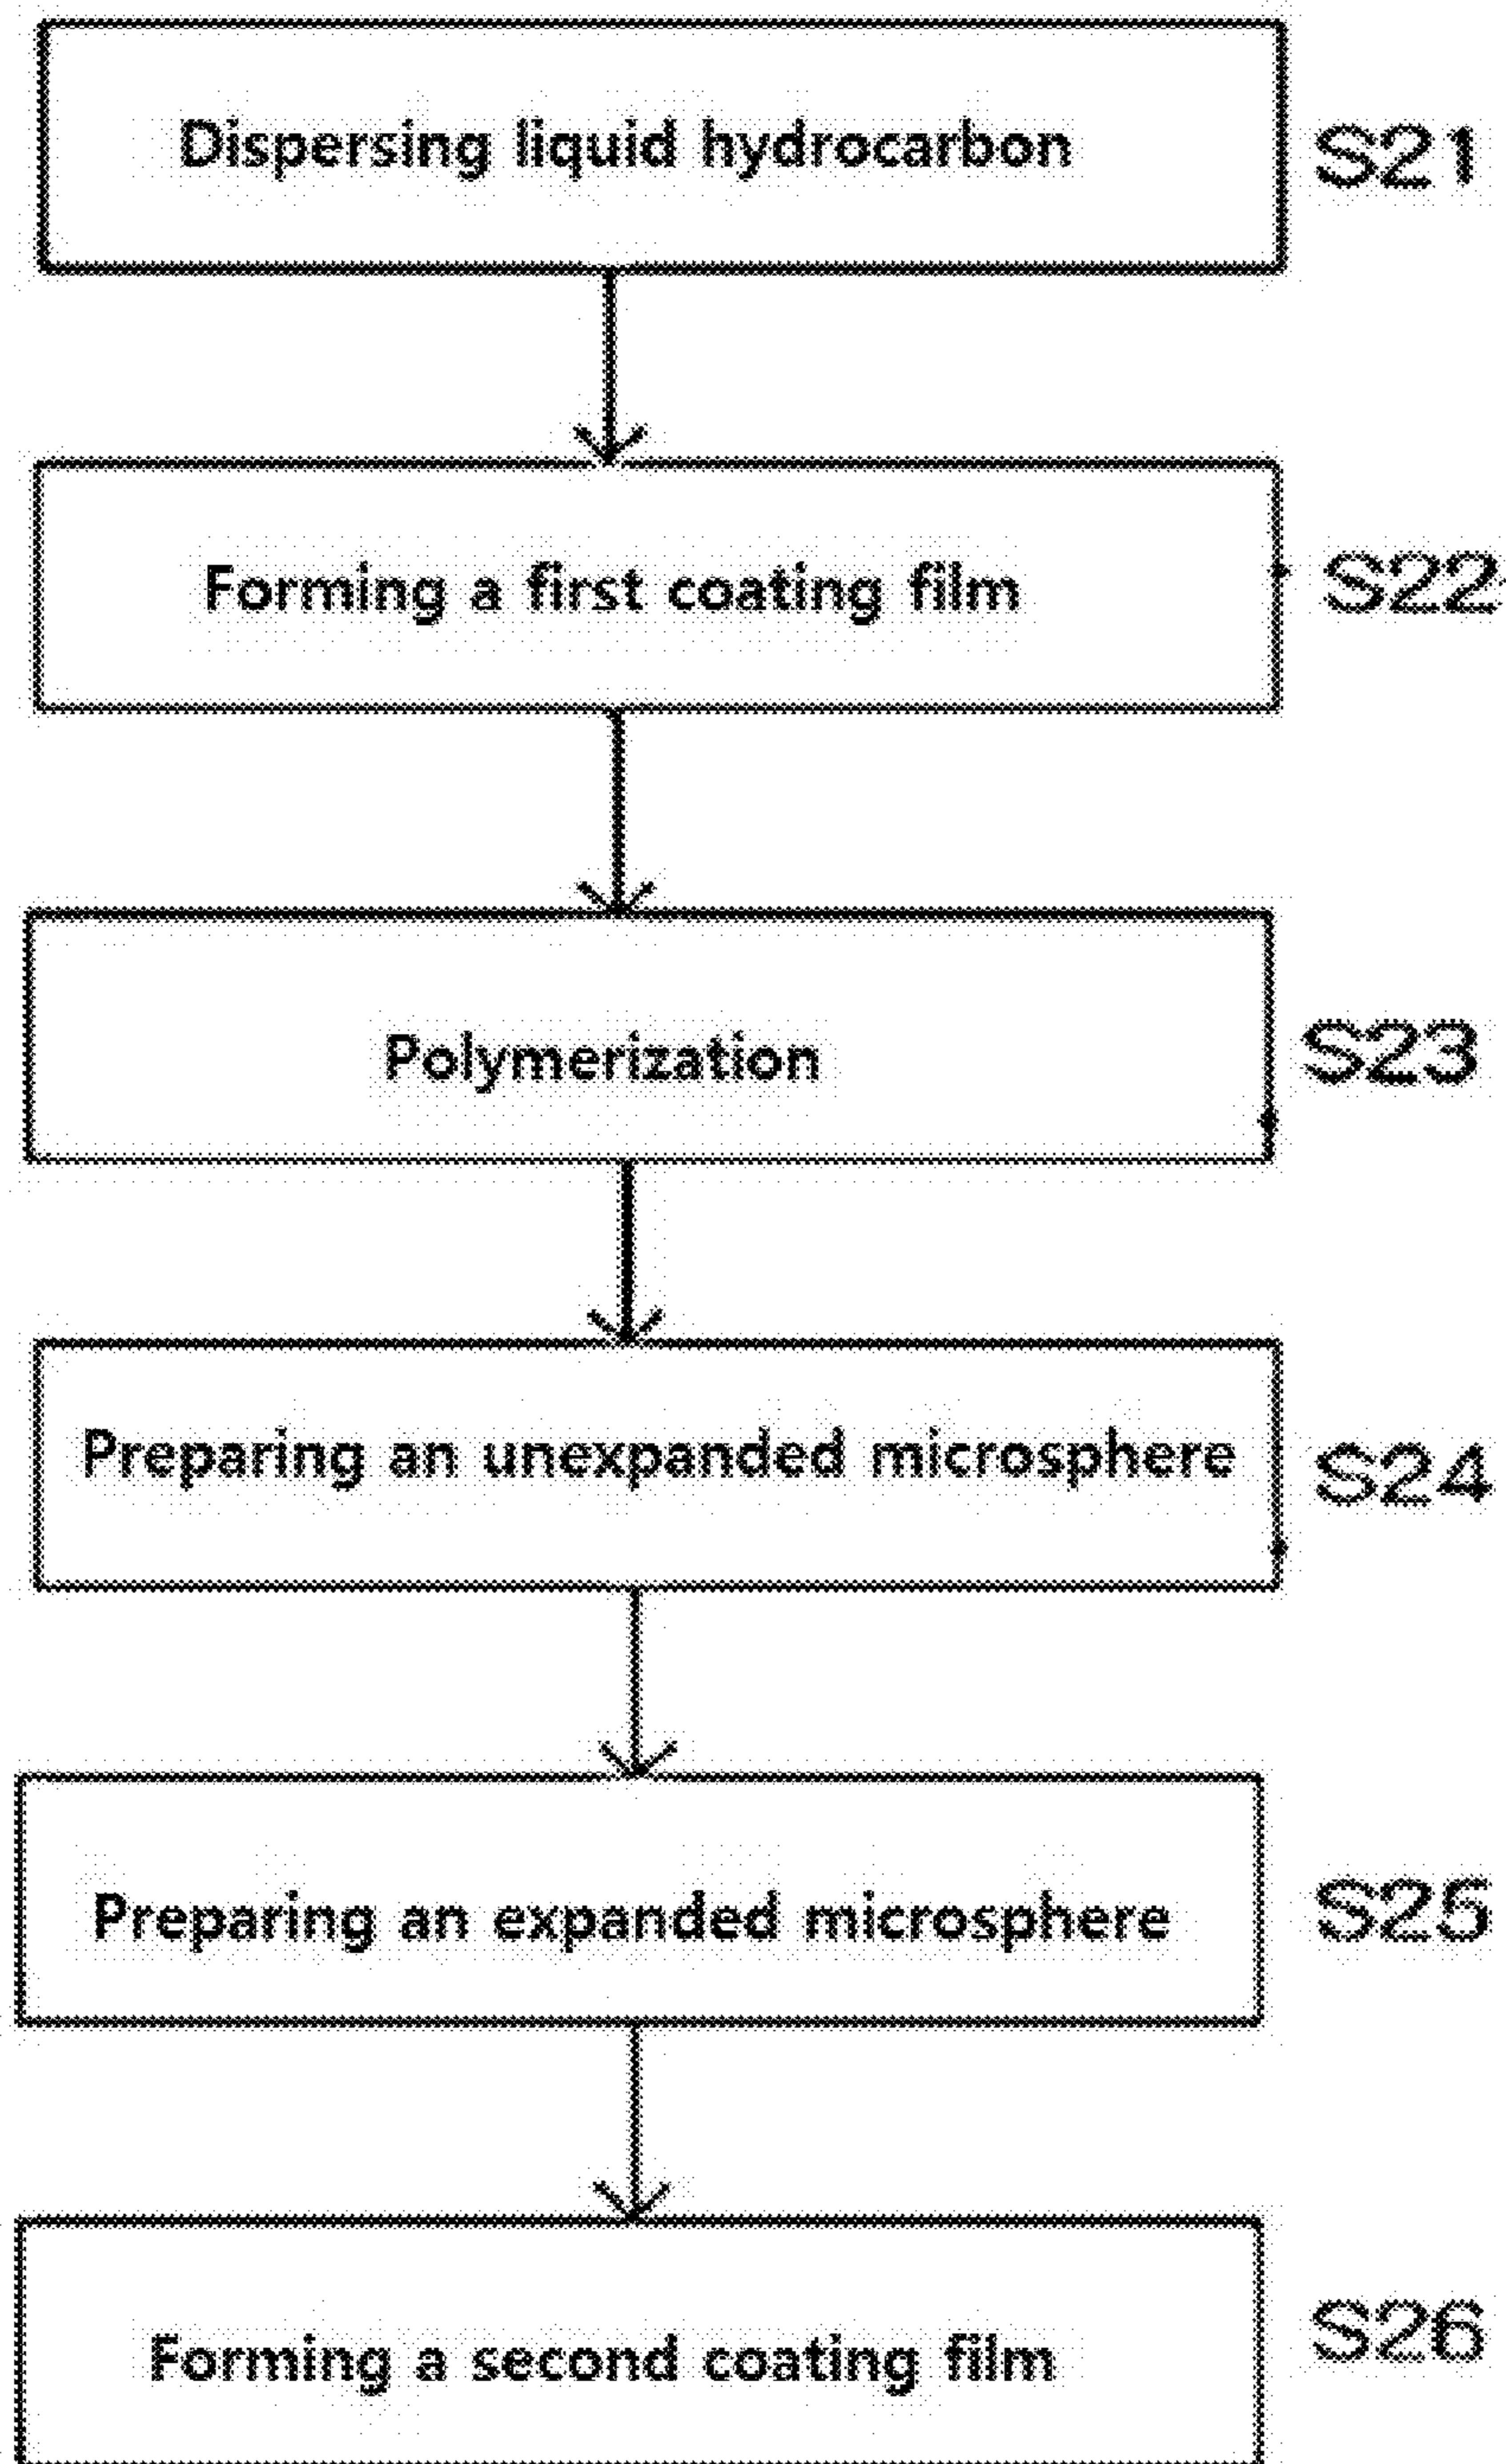 Dispersing liquid hydrocarbon S21
Forming a first coating film S22
Polymerization S23
Preparing an unexpanded microsphere S24
Preparing an expanded microsphere S25
Forming a second coating film S26